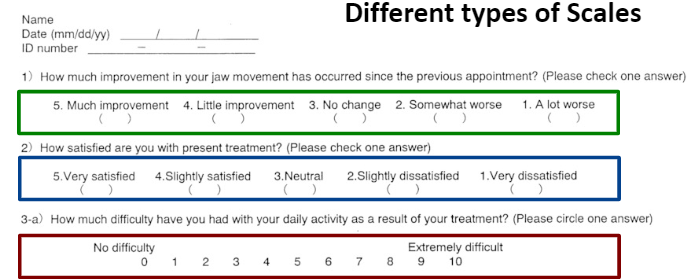 Different types of Scales
Name
Date (mm/dd/yy) ____/____/____
ID number ____–____–____
1) How much improvement in your jaw movement has occurred since the previous appointment? (Please check one answer)
5. Much improvement 4. Little improvement 3. No change 2. Somewhat worse 1. A lot worse
( ) ( ) ( ) ( ) ( )
2) How satisfied are you with present treatment? (Please check one answer)
5.Very satisfied 4.Slightly satisfied 3.Neutral 2.Slightly dissatisfied 1.Very dissatisfied
( ) ( ) ( ) ( ) ( )
3-a) How much difficulty have you had with your daily activity as a result of your treatment? (Please circle one answer)
No difficulty Extremely difficult
0 1 2 3 4 5 6 7 8 9 10